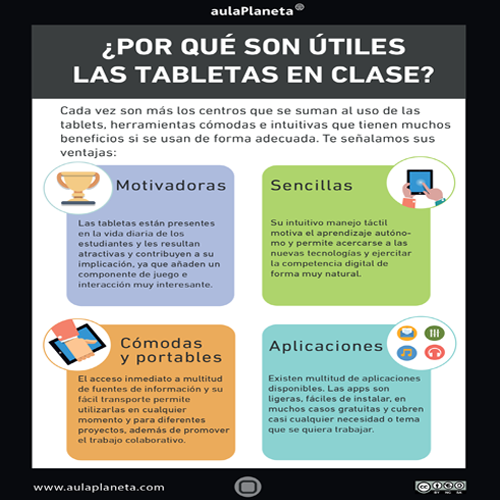 aulaPlaneta®
¿POR QUÉ SON ÚTILES
LAS TABLETAS EN CLASE?
Cada vez son más los centros que se suman al uso de las
tablets, herramientas cómodas e intuitivas que tienen muchos
beneficios si se usan de forma adecuada. Te señalamos sus
ventajas:
Motivadoras
Las tabletas están presentes
en la vida diaria de los
estudiantes y les resultan
atractivas y contribuyen a su
implicación, ya que añaden un
componente de juego e
interacción muy interesante.
Sencillas
Su intuitivo manejo táctil
motiva el aprendizaje autóno-
mo y permite acercarse a las
nuevas tecnologías y ejercitar
la competencia digital de
forma muy natural.
Cómodas
y portables
El acceso inmediato a multitud
de fuentes de información y su
fácil transporte permite
utilizarlas en cualquier
momento y para diferentes
proyectos, además de promover
el trabajo colaborativo.
Aplicaciones
Existen multitud de aplicaciones
disponibles. Las apps son
ligeras, fáciles de instalar, en
muchos casos gratuitas y cubren
casi cualquier necesidad o tema
que se quiera trabajar.
www.aulaplaneta.com
cc
BY NC ND